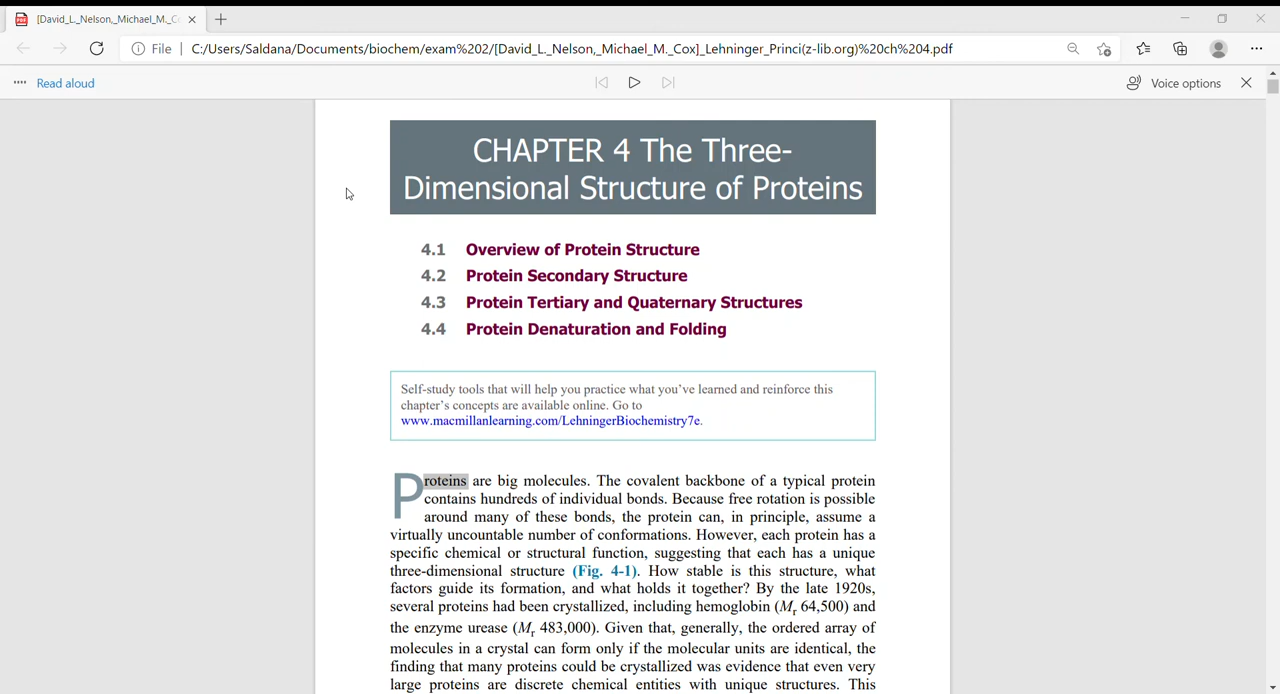 [David_L._Nelson,_Michael_M._Co
File
C:/Users/Saldana/Documents/biochem/exam%202/[David_L._Nelson,_Michael_M._Cox]_Lehninger_Princi(z-lib.org)%20ch%204.pdf
Read aloud
Voice options
CHAPTER 4 The Three-
Dimensional Structure of Proteins
4.1 Overview of Protein Structure
4.2 Protein Secondary Structure
4.3 Protein Tertiary and Quaternary Structures
4.4 Protein Denaturation and Folding
Self-study tools that will help you practice what you've learned and reinforce this
chapter's concepts are available online. Go to
www.macmillanlearning.com/LehningerBiochemistry7e.
Proteins are big molecules. The covalent backbone of a typical protein
contains hundreds of individual bonds. Because free rotation is possible
around many of these bonds, the protein can, in principle, assume a
virtually uncountable number of conformations. However, each protein has a
specific chemical or structural function, suggesting that each has a unique
three-dimensional structure (Fig. 4-1). How stable is this structure, what
factors guide its formation, and what holds it together? By the late 1920s,
several proteins had been crystallized, including hemoglobin (Mr 64,500) and
the enzyme urease (Mr 483,000). Given that, generally, the ordered array of
molecules in a crystal can form only if the molecular units are identical, the
finding that many proteins could be crystallized was evidence that even very
large proteins are discrete chemical entities with unique structures. This